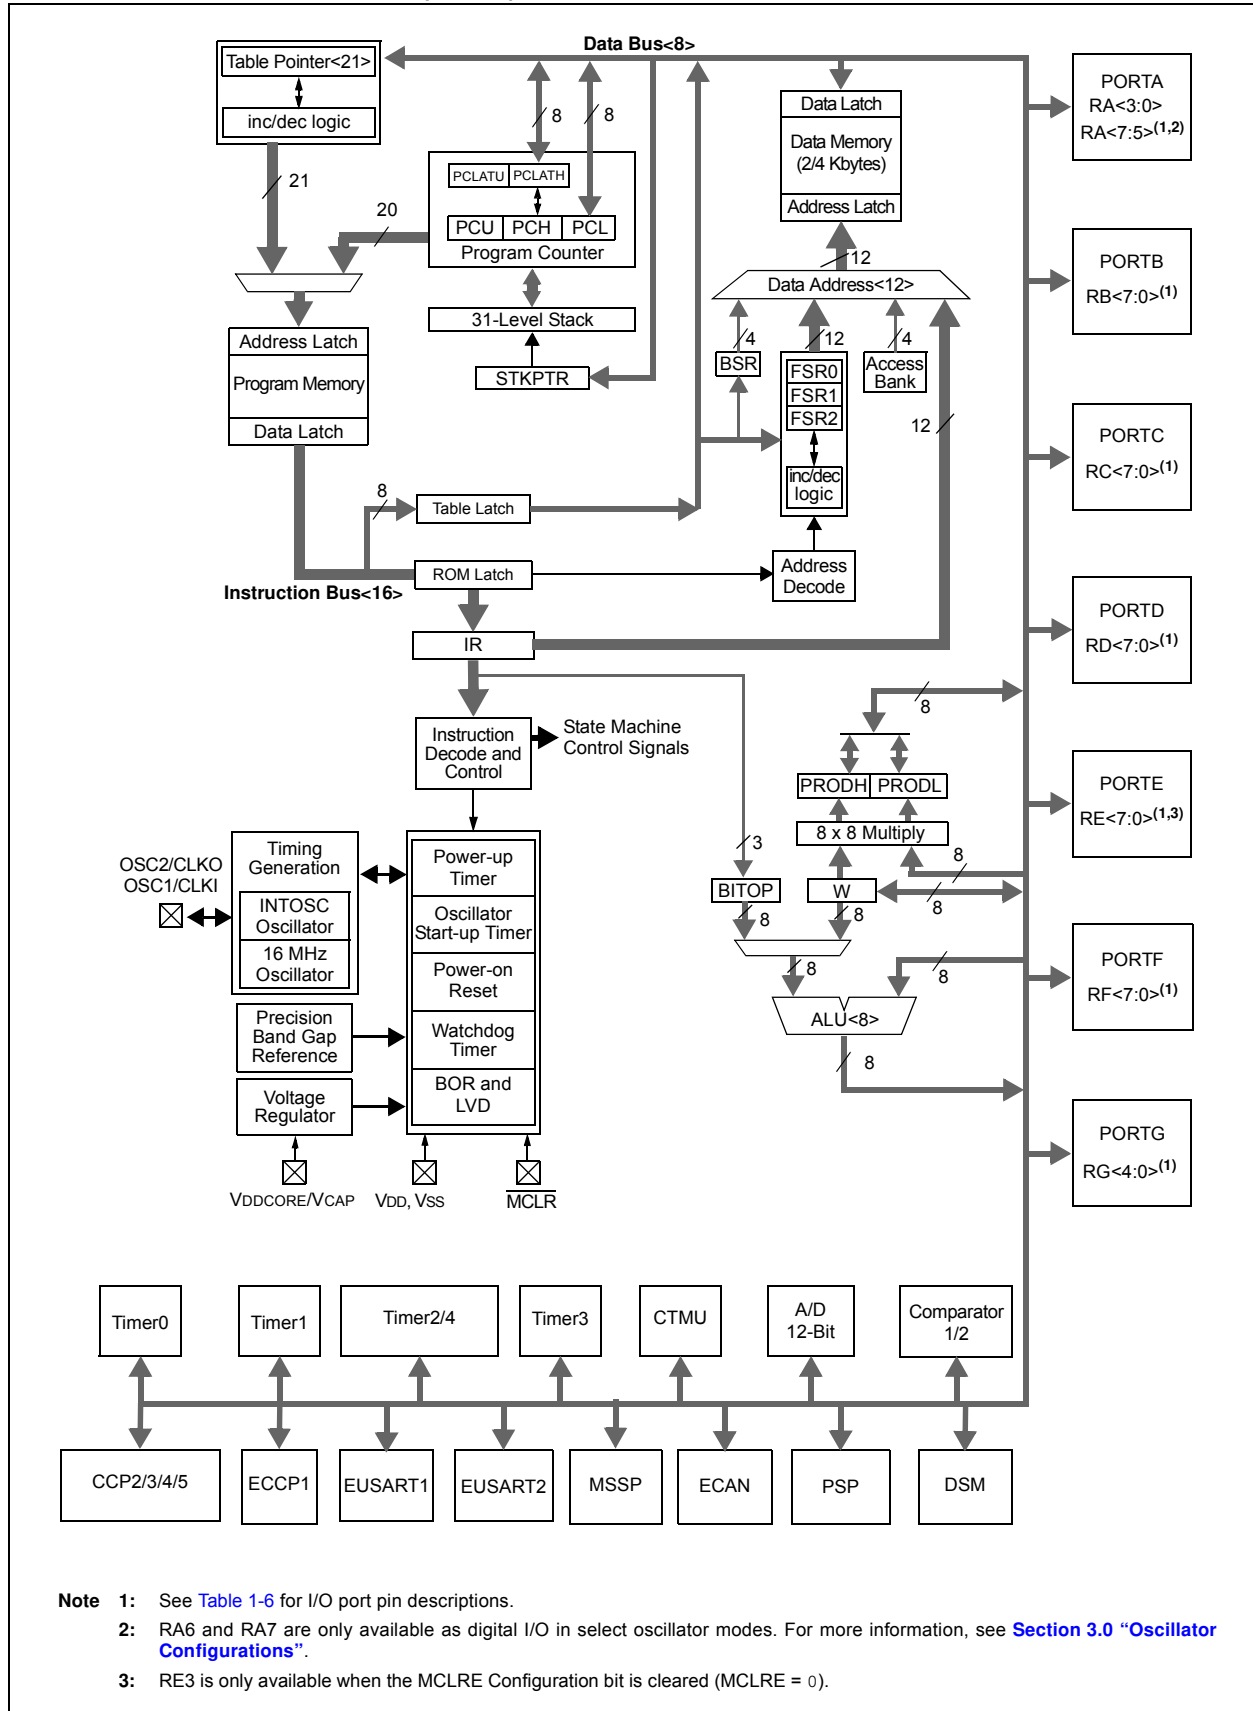 Data Bus<8>
Table Pointer<21>
inc/dec logic
21
20
8
8
PCLATU PCLATH
PCU PCH PCL
Program Counter
31-Level Stack
STKPTR
Address Latch
Program Memory
Data Latch
8
Table Latch
ROM Latch
Instruction Bus<16>
IR
Data Latch
Data Memory
(2/4 Kbytes)
Address Latch
12
Data Address<12>
4
12
4
BSR
FSR0
FSR1
FSR2
inc/dec
logic
Access
Bank
12
Address
Decode
Instruction
Decode and
Control
State Machine
Control Signals
8
PRODH PRODL
8 x 8 Multiply
3
8
BITOP
W
8
8
8
8
8
ALU<8>
8
OSC2/CLKO
OSC1/CLKI
Timing
Generation
INTOSC
Oscillator
16 MHz
Oscillator
Precision
Band Gap
Reference
Voltage
Regulator
Power-up
Timer
Oscillator
Start-up Timer
Power-on
Reset
Watchdog
Timer
BOR and
LVD
VDDCORE/VCAP
VDD, VSS
MCLR
PORTA
RA<3:0>
RA<7:5>(1,2)
PORTB
RB<7:0>(1)
PORTC
RC<7:0>(1)
PORTD
RD<7:0>(1)
PORTE
RE<7:0>(1,3)
PORTF
RF<7:0>(1)
PORTG
RG<4:0>(1)
Timer0
Timer1
Timer2/4
Timer3
CTMU
A/D
12-Bit
Comparator
1/2
CCP2/3/4/5
ECCP1
EUSART1
EUSART2
MSSP
ECAN
PSP
DSM
Note 1: See Table 1-6 for I/O port pin descriptions.
2: RA6 and RA7 are only available as digital I/O in select oscillator modes. For more information, see Section 3.0 “Oscillator
Configurations”.
3: RE3 is only available when the MCLRE Configuration bit is cleared (MCLRE = 0).